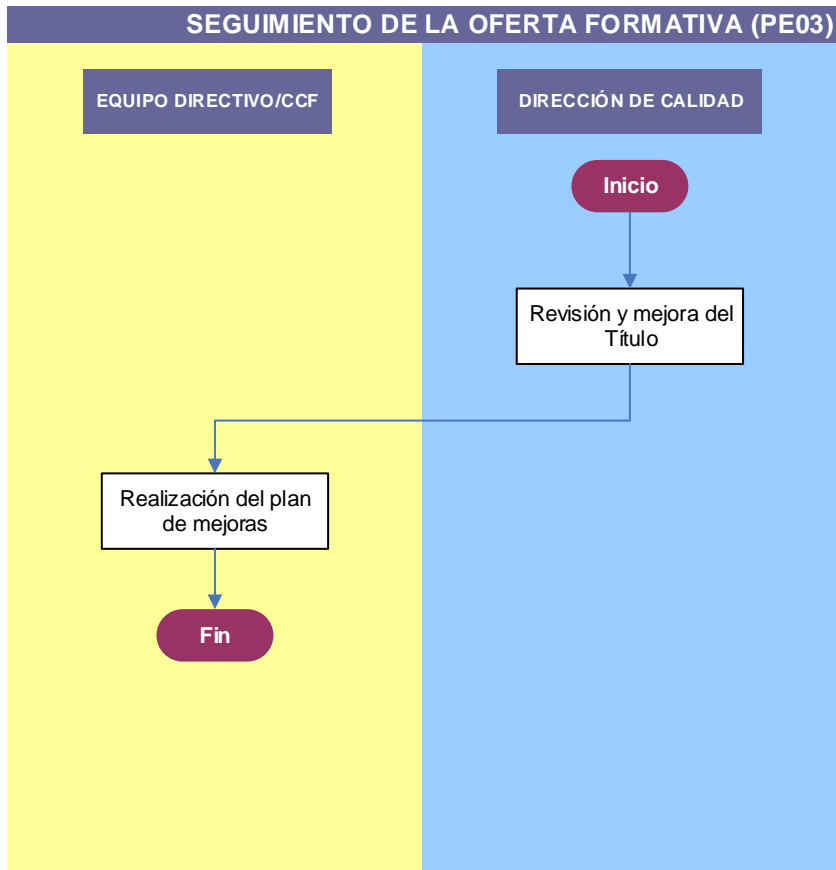 SEGUIMIENTO DE LA OFERTA FORMATIVA (PE03)
EQUIPO DIRECTIVO/CCF
DIRECCIÓN DE CALIDAD
Inicio
Revisión y mejora del
Título
Realización del plan
de mejoras
Fin